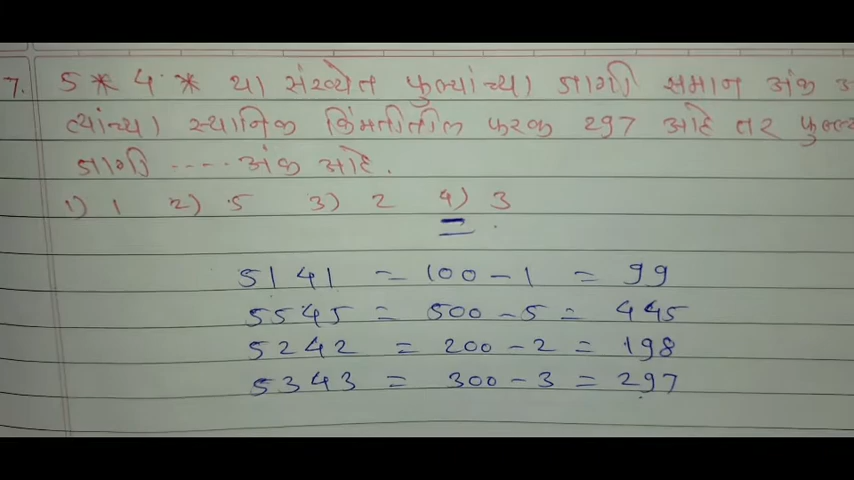 7. 5 * 4 * या संख्येत फुल्यांच्या जागी समान अंक
त्यांच्या स्थानिक किंमतीतील फरक 297 आहे तर
जागी ---- अंक आहे.
1) 1 2) 5 3) 2 4) 3
5141 = 100 - 1 = 99
5545 = 500 - 5 = 445
5242 = 200 - 2 = 198
5343 = 300 - 3 = 297